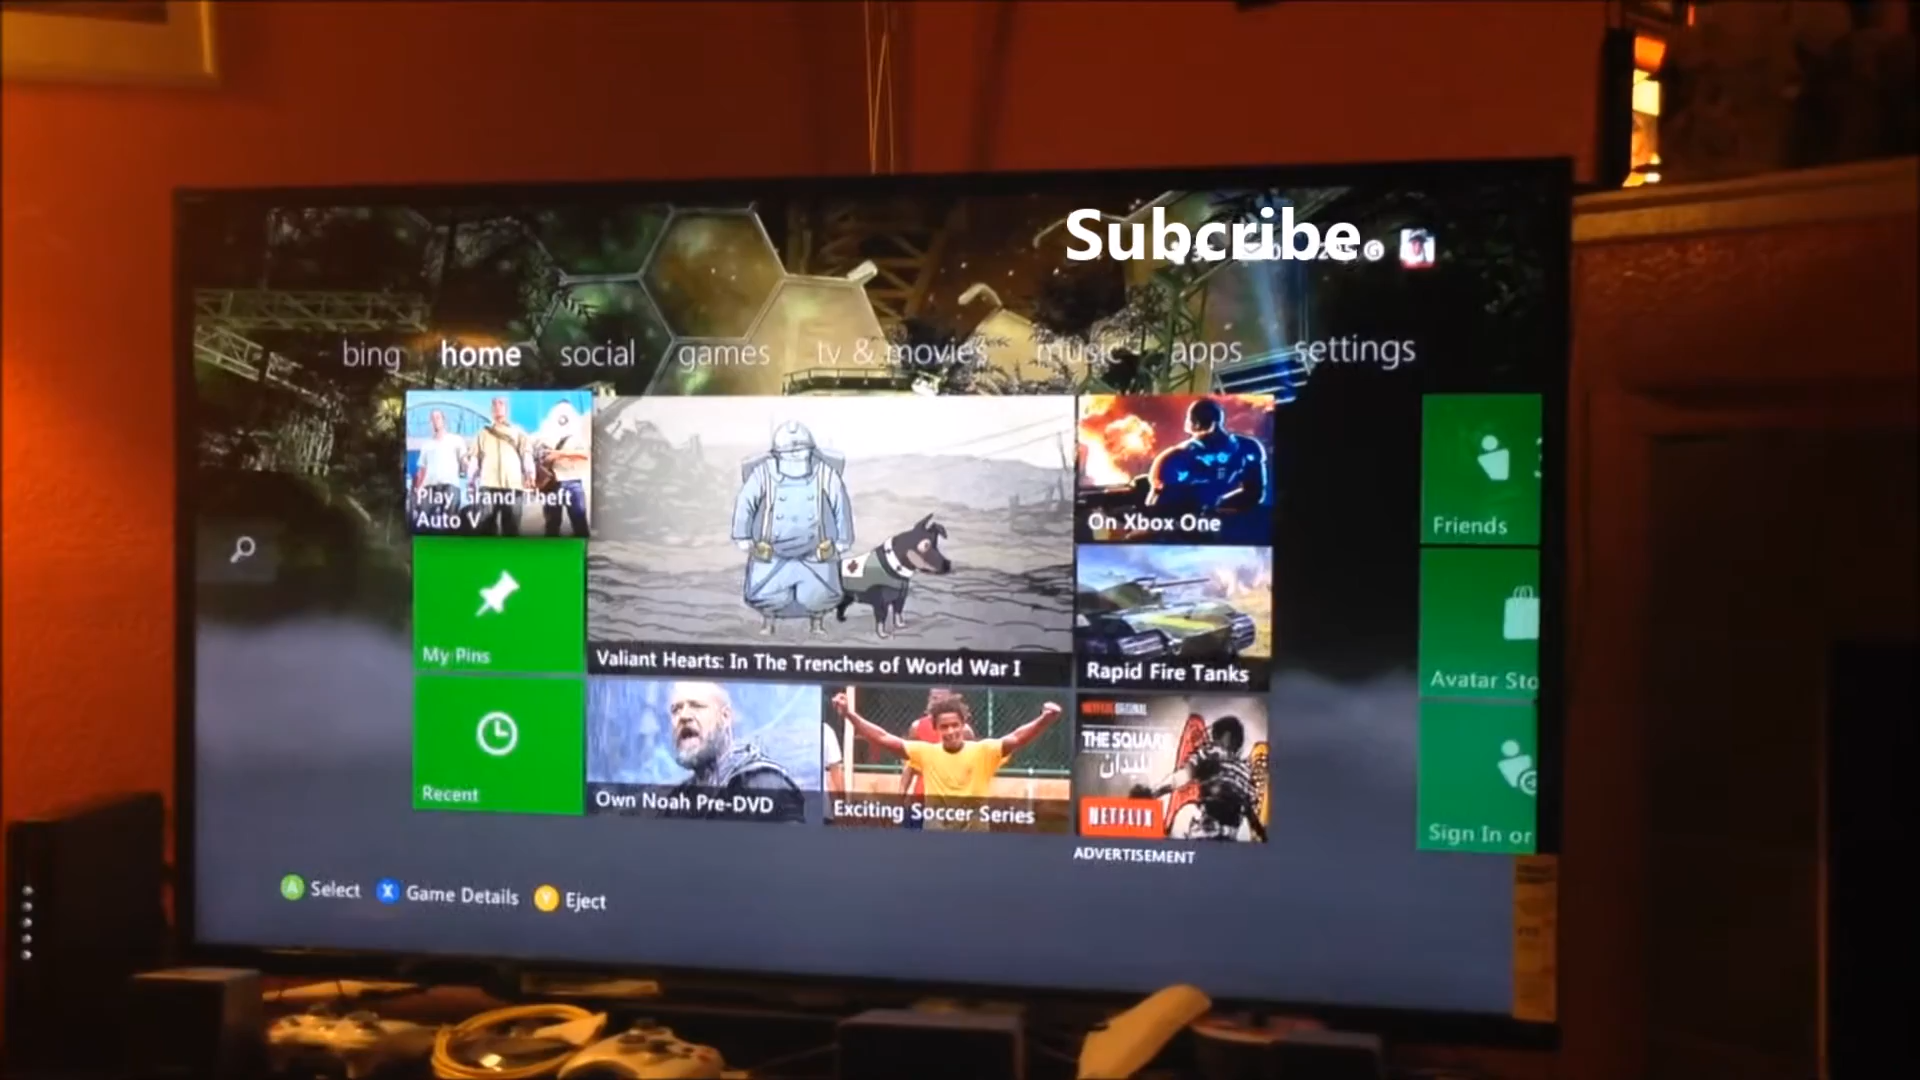 Subcribe
bing home social games tv & movies music apps settings
Play Grand Theft
Auto V
On Xbox One
Friends
My Pins
Valiant Hearts: In The Trenches of World War I
Rapid Fire Tanks
Avatar Sto
NETFLIX ORIGINAL
THE SQUARE
Recent
Own Noah Pre-DVD
Exciting Soccer Series
NETFLIX
Sign In or
ADVERTISEMENT
A Select X Game Details Y Eject